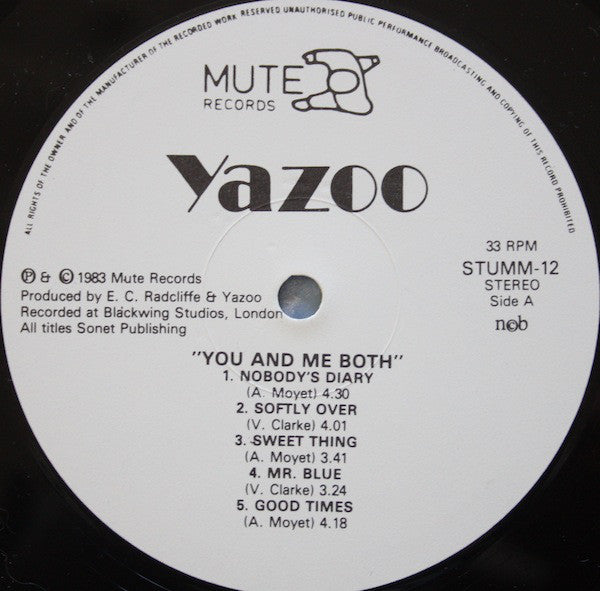 ALL RIGHTS OF THE OWNER AND OF THE MANUFACTURER OF THE RECORDED WORK RESERVED UNAUTHORISED PUBLIC PERFORMANCE BROADCASTING AND COPYING OF THIS RECORD PROHIBITED
MUTE
RECORDS
yazoo
33 RPM
STUMM-12
STEREO
Side A
ncb
℗ & © 1983 Mute Records
Produced by E. C. Radcliffe & Yazoo
Recorded at Blackwing Studios, London
All titles Sonet Publishing
"YOU AND ME BOTH"
1. NOBODY'S DIARY
(A. Moyet) 4.30
2. SOFTLY OVER
(V. Clarke) 4.01
3. SWEET THING
(A. Moyet) 3.41
4. MR. BLUE
(V. Clarke) 3.24
5. GOOD TIMES
(A. Moyet) 4.18